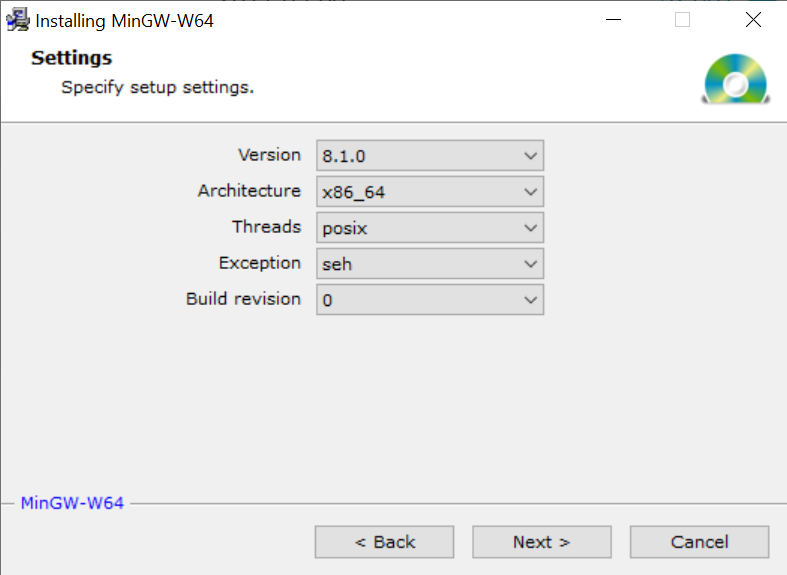 Installing MinGW-W64
Settings
Specify setup settings.
Version 8.1.0
Architecture x86_64
Threads posix
Exception seh
Build revision 0
MinGW-W64
< Back Next > Cancel